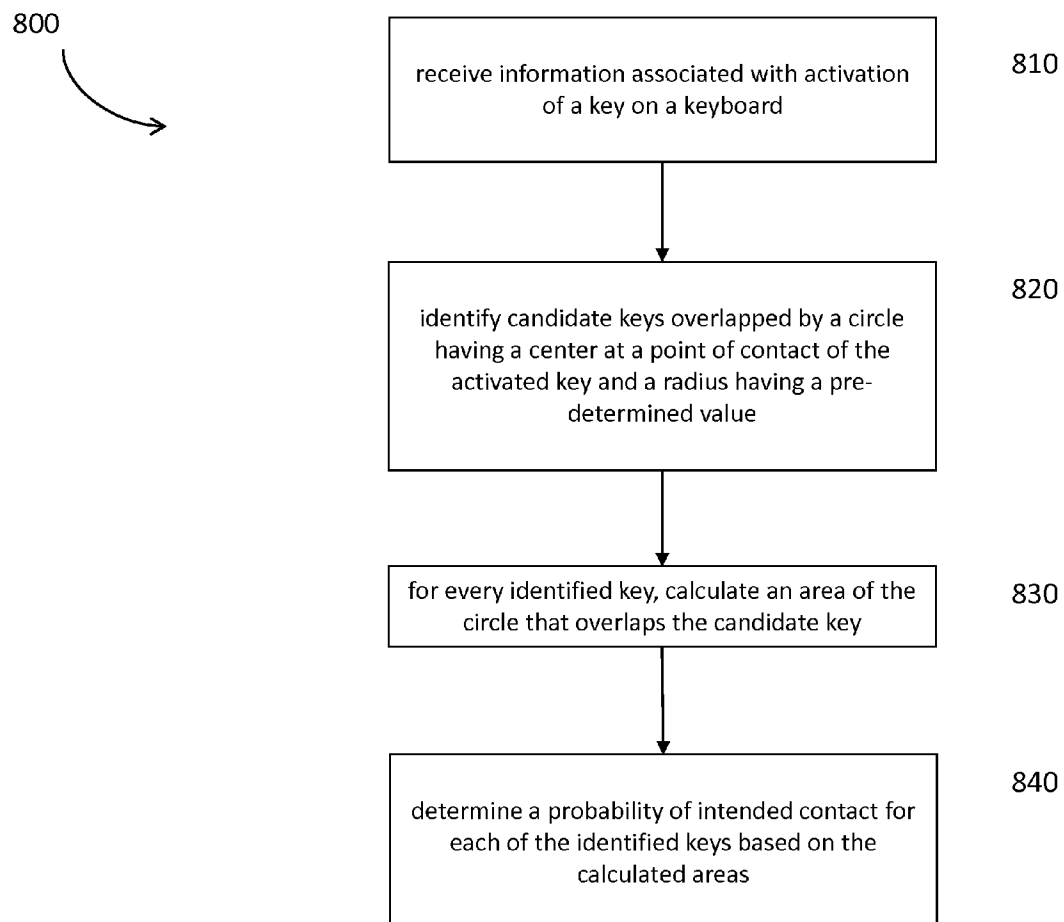 800
receive information associated with activation
of a key on a keyboard
810
identify candidate keys overlapped by a circle
having a center at a point of contact of the
activated key and a radius having a pre-
determined value
820
for every identified key, calculate an area of the
circle that overlaps the candidate key
830
determine a probability of intended contact for
each of the identified keys based on the
calculated areas
840